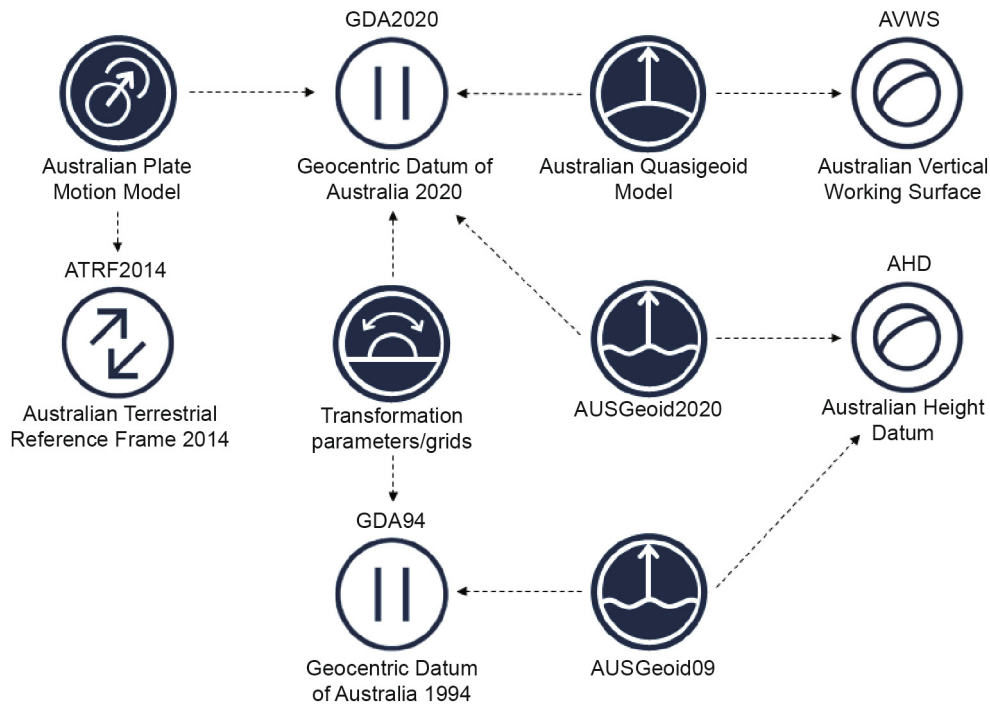 GDA2020
AVWS
Australian Plate
Motion Model
Geocentric Datum of
Australia 2020
Australian Quasigeoid
Model
Australian Vertical
Working Surface
ATRF2014
AHD
Australian Terrestrial
Reference Frame 2014
Transformation
parameters/grids
AUSGeoid2020
Australian Height
Datum
GDA94
Geocentric Datum
of Australia 1994
AUSGeoid09